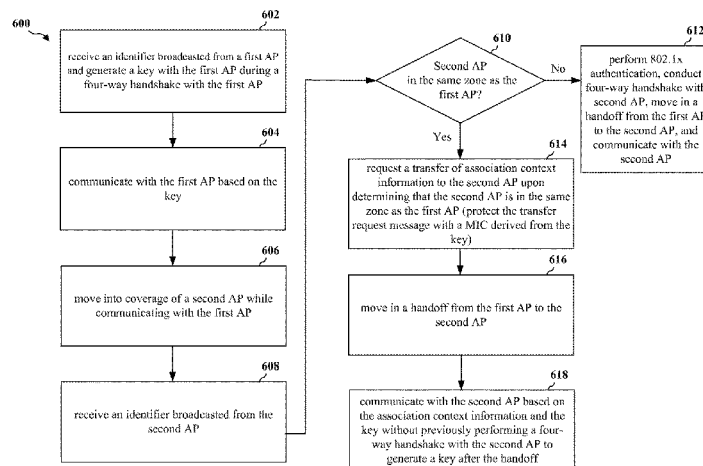 600
602
receive an identifier broadcasted from a first AP
and generate a key with the first AP during a
four-way handshake with the first AP
604
communicate with the first AP based on the
key
606
move into coverage of a second AP while
communicating with the first AP
608
receive an identifier broadcasted from the
second AP
610
Second AP
in the same zone as the
first AP?
No
Yes
612
perform 802.1x
authentication, conduct
four-way handshake with
second AP, move in a
handoff from the first AP
to the second AP, and
communicate with the
second AP
614
request a transfer of association context
information to the second AP upon
determining that the second AP is in the same
zone as the first AP (protect the transfer
request message with a MIC derived from the
key)
616
move in a handoff from the first AP to the
second AP
618
communicate with the second AP based on
the association context information and the
key without previously performing a four-
way handshake with the second AP to
generate a key after the handoff